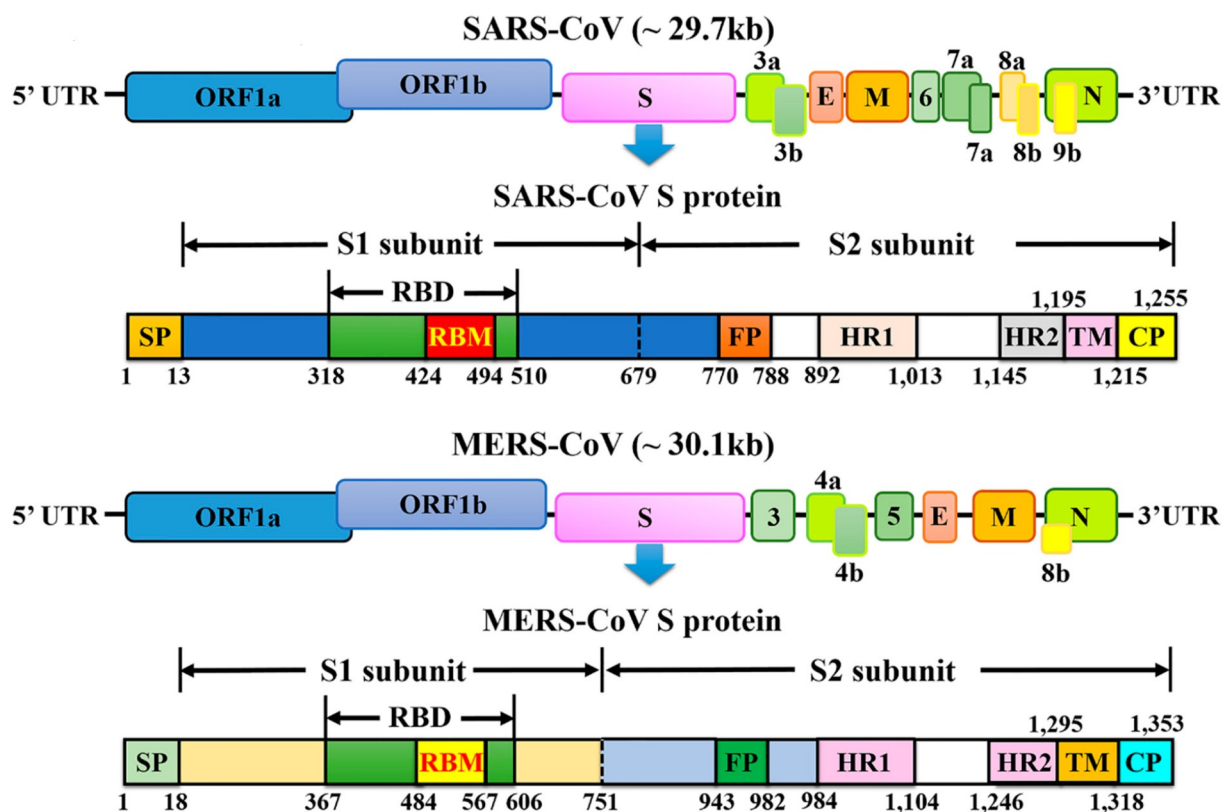 SARS-CoV (~ 29.7kb)
3a 7a 8a
5' UTR ORF1a ORF1b S E M 6 N 3'UTR
3b 7a 8b 9b
SARS-CoV S protein
S1 subunit S2 subunit
RBD 1,195 1,255
SP RBM FP HR1 HR2 TM CP
1 13 318 424 494 510 679 770 788 892 1,013 1,145 1,215
MERS-CoV (~ 30.1kb)
4a
5' UTR ORF1a ORF1b S 3 5 E M N 3'UTR
4b 8b
MERS-CoV S protein
S1 subunit S2 subunit
RBD 1,295 1,353
SP RBM FP HR1 HR2 TM CP
1 18 367 484 567 606 751 943 982 984 1,104 1,246 1,318